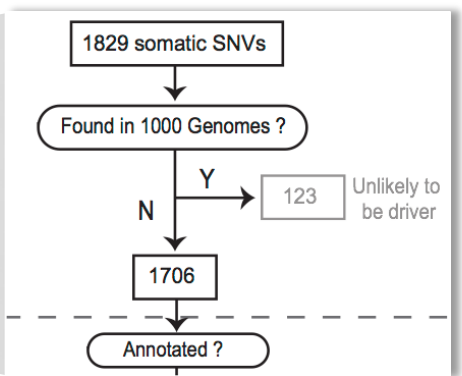 1829 somatic SNVs
Found in 1000 Genomes ?
Y
123
Unlikely to
be driver
N
1706
Annotated ?